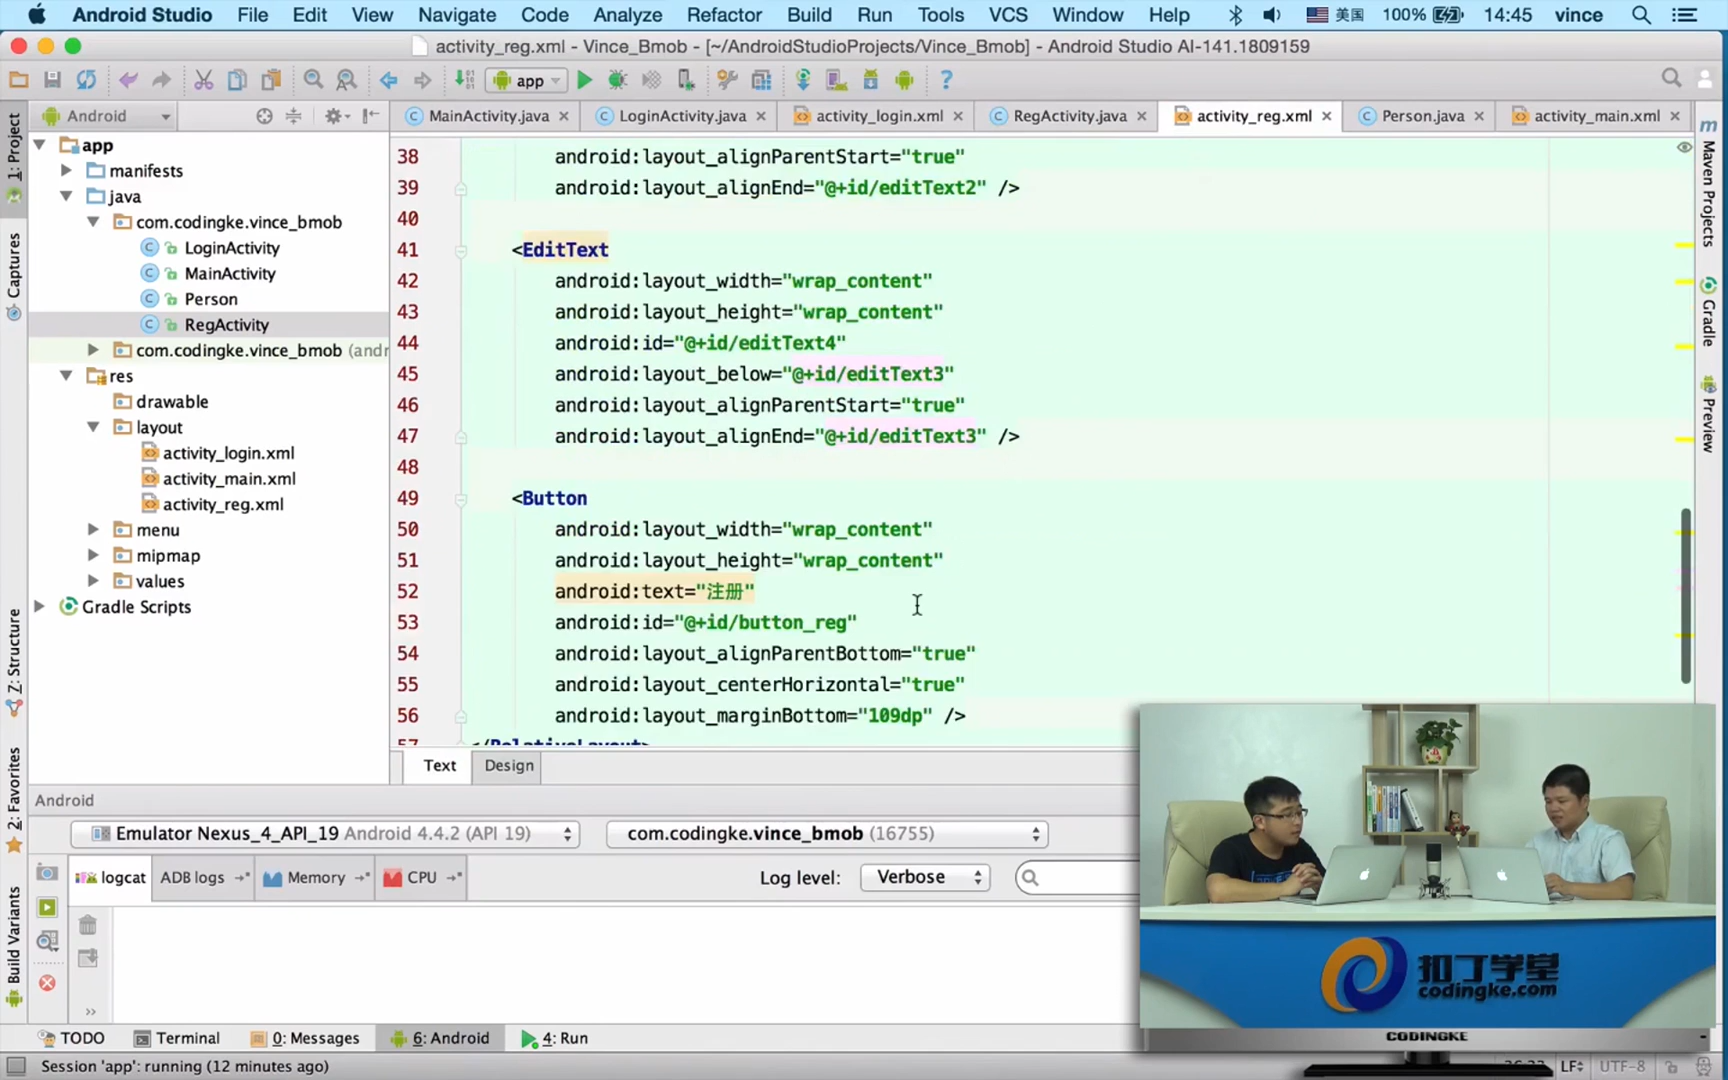 Android Studio File Edit View Navigate Code Analyze Refactor Build Run Tools VCS Window Help 美国 100% 14:45 vince
activity_reg.xml - Vince_Bmob - [~/AndroidStudioProjects/Vince_Bmob] - Android Studio AI-141.1809159
app
Android
MainActivity.java LoginActivity.java activity_login.xml RegActivity.java activity_reg.xml Person.java activity_main.xml
1: Project
Captures
Z: Structure
2: Favorites
Build Variants
app
manifests
java
com.codingke.vince_bmob
LoginActivity
MainActivity
Person
RegActivity
com.codingke.vince_bmob (andr
res
drawable
layout
activity_login.xml
activity_main.xml
activity_reg.xml
menu
mipmap
values
Gradle Scripts
38 android:layout_alignParentStart="true"
39 android:layout_alignEnd="@+id/editText2" />
40
41 <EditText
42 android:layout_width="wrap_content"
43 android:layout_height="wrap_content"
44 android:id="@+id/editText4"
45 android:layout_below="@+id/editText3"
46 android:layout_alignParentStart="true"
47 android:layout_alignEnd="@+id/editText3" />
48
49 <Button
50 android:layout_width="wrap_content"
51 android:layout_height="wrap_content"
52 android:text="注册"
53 android:id="@+id/button_reg"
54 android:layout_alignParentBottom="true"
55 android:layout_centerHorizontal="true"
56 android:layout_marginBottom="109dp" />
57 </RelativeLayout>
Maven Projects
Gradle
Preview
Text Design
Android
Emulator Nexus_4_API_19 Android 4.4.2 (API 19) com.codingke.vince_bmob (16755)
logcat ADB logs Memory CPU Log level: Verbose
扣丁学堂
codingke.com
CODINGKE
TODO Terminal 0: Messages 6: Android 4: Run
Session 'app': running (12 minutes ago) LF UTF-8